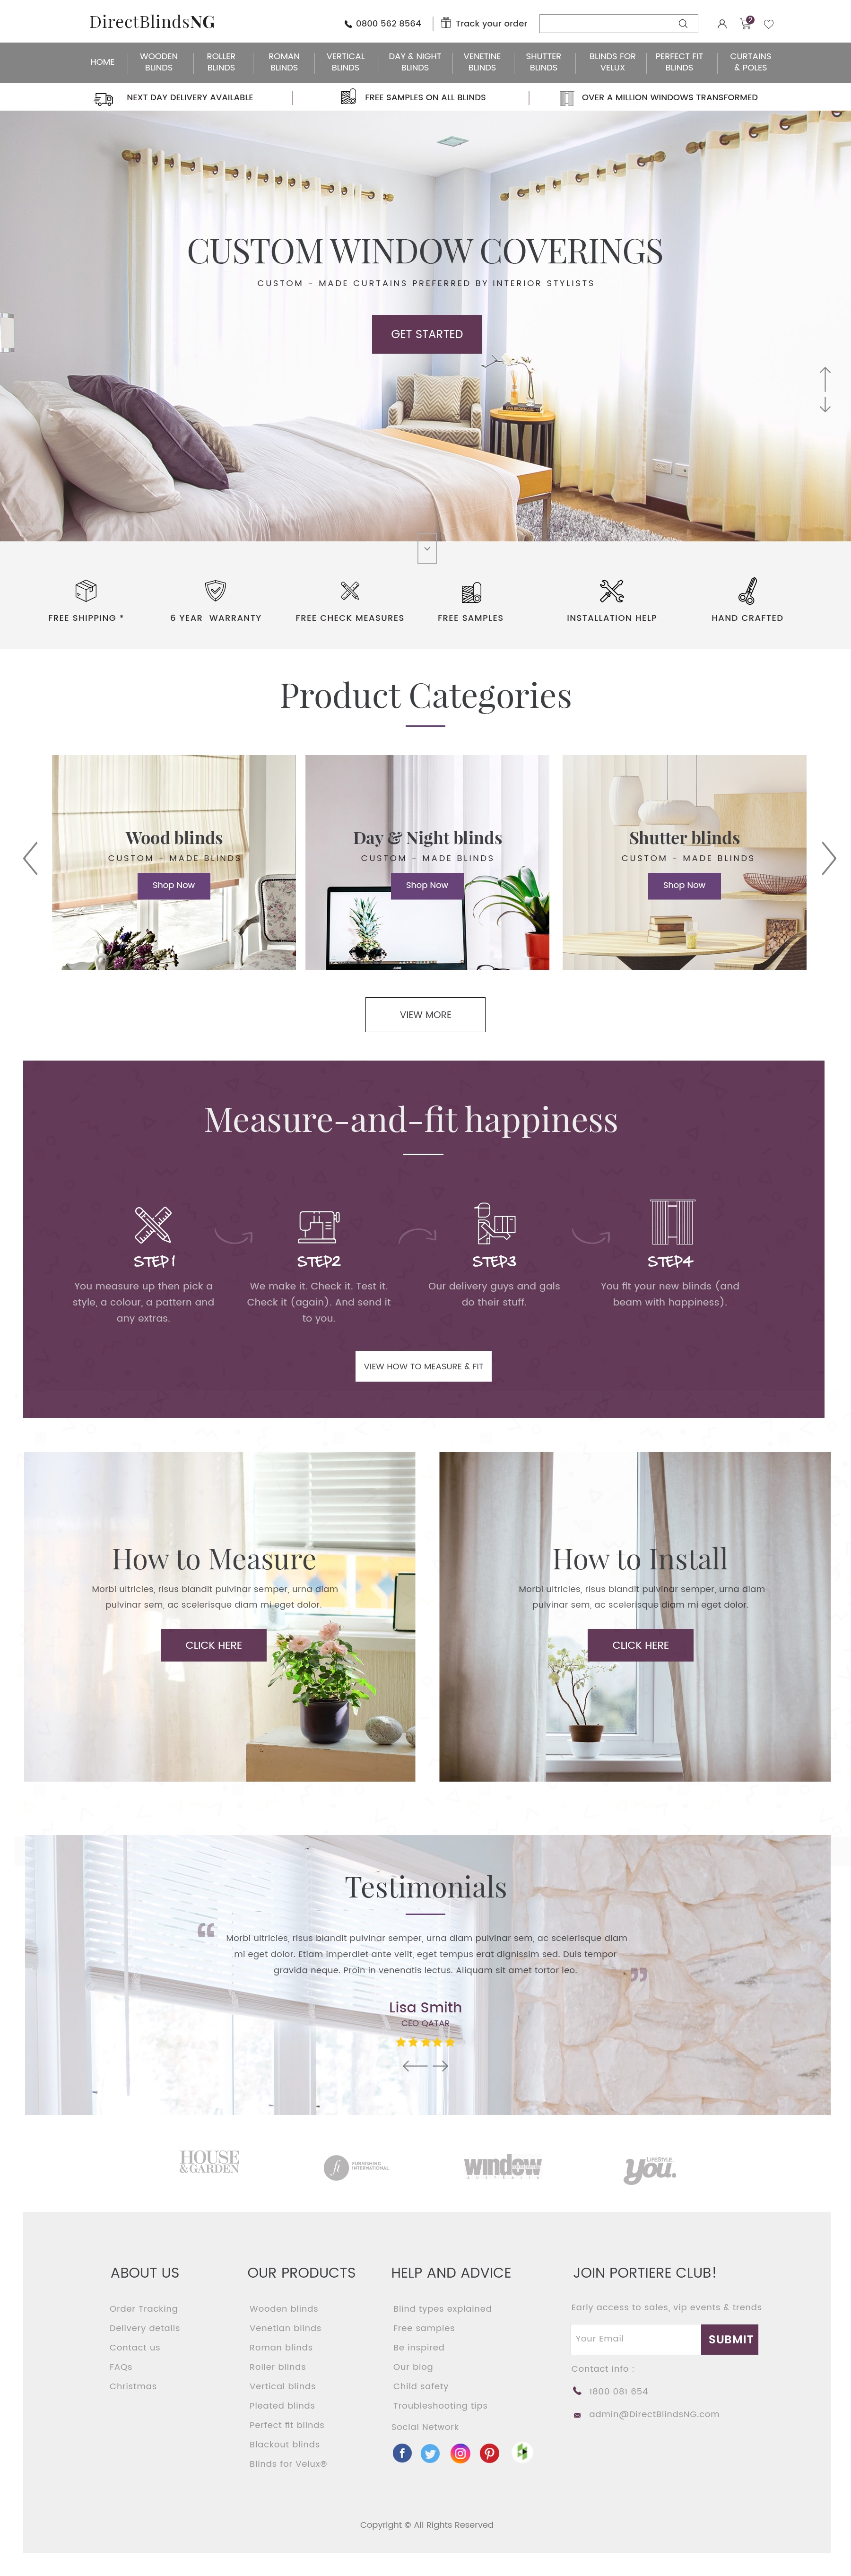 DirectBlindsNG
0800 562 8564
Track your order
2
HOME
WOODEN
BLINDS
ROLLER
BLINDS
ROMAN
BLINDS
VERTICAL
BLINDS
DAY & NIGHT
BLINDS
VENETINE
BLINDS
SHUTTER
BLINDS
BLINDS FOR
VELUX
PERFECT FIT
BLINDS
CURTAINS
& POLES
NEXT DAY DELIVERY AVAILABLE
FREE SAMPLES ON ALL BLINDS
OVER A MILLION WINDOWS TRANSFORMED
CUSTOM WINDOW COVERINGS
CUSTOM - MADE CURTAINS PREFERRED BY INTERIOR STYLISTS
GET STARTED
FREE SHIPPING *
6 YEAR WARRANTY
FREE CHECK MEASURES
FREE SAMPLES
INSTALLATION HELP
HAND CRAFTED
Product Categories
Wood blinds
CUSTOM - MADE BLINDS
Shop Now
Day & Night blinds
CUSTOM - MADE BLINDS
Shop Now
Shutter blinds
CUSTOM - MADE BLINDS
Shop Now
VIEW MORE
Measure-and-fit happiness
STEP 1
You measure up then pick a
style, a colour, a pattern and
any extras.
STEP2
We make it. Check it. Test it.
Check it (again). And send it
to you.
STEP3
Our delivery guys and gals
do their stuff.
STEP4
You fit your new blinds (and
beam with happiness).
VIEW HOW TO MEASURE & FIT
How to Measure
Morbi ultricies, risus blandit pulvinar semper, urna diam
pulvinar sem, ac scelerisque diam mi eget dolor.
CLICK HERE
How to Install
Morbi ultricies, risus blandit pulvinar semper, urna diam
pulvinar sem, ac scelerisque diam mi eget dolor.
CLICK HERE
Testimonials
“
Morbi ultricies, risus blandit pulvinar semper, urna diam pulvinar sem, ac scelerisque diam
mi eget dolor. Etiam imperdiet ante velit, eget tempus erat dignissim sed. Duis tempor
gravida neque. Proin in venenatis lectus. Aliquam sit amet tortor leo.
”
Lisa Smith
CEO QATAR
HOUSE
& GARDEN
fi
FURNISHING
INTERNATIONAL
window
AUSTRALIA
LIFESTYLE
you.
ABOUT US
Order Tracking
Delivery details
Contact us
FAQs
Christmas
OUR PRODUCTS
Wooden blinds
Venetian blinds
Roman blinds
Roller blinds
Vertical blinds
Pleated blinds
Perfect fit blinds
Blackout blinds
Blinds for Velux®
HELP AND ADVICE
Blind types explained
Free samples
Be inspired
Our blog
Child safety
Troubleshooting tips
Social Network
JOIN PORTIERE CLUB!
Early access to sales, vip events & trends
Your Email
SUBMIT
Contact Info :
1800 081 654
admin@DirectBlindsNG.com
Copyright © All Rights Reserved